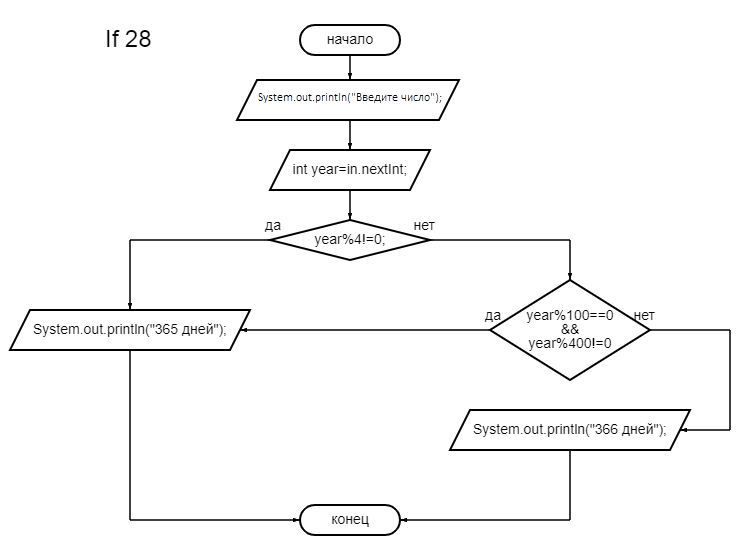 If 28
начало
System.out.println("Введите число");
int year=in.nextInt;
year%4!=0;
да
нет
System.out.println("365 дней");
да
year%100==0
&&
year%400!=0
нет
System.out.println("366 дней");
конец